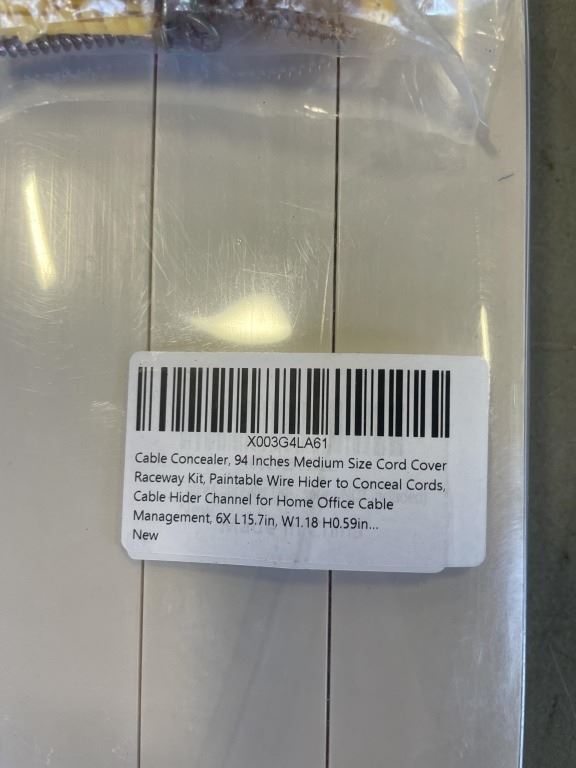 X003G4LA61
Cable Concealer, 94 Inches Medium Size Cord Cover
Raceway Kit, Paintable Wire Hider to Conceal Cords,
Cable Hider Channel for Home Office Cable
Management, 6X L15.7in, W1.18 H0.59in...
New